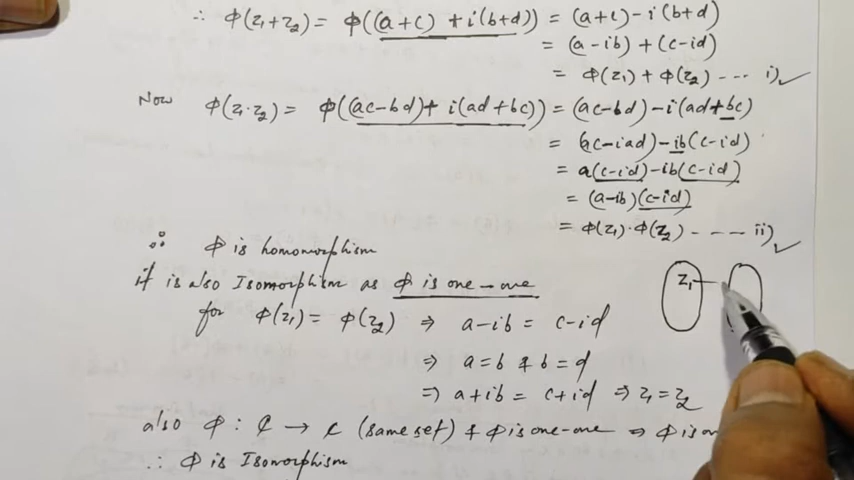 ∴ φ(z₁+z₂) = φ((a+c) + i(b+d)) = (a+c) - i(b+d)
= (a-ib) + (c-id)
= φ(z₁) + φ(z₂) --- i) ✓
Now φ(z₁·z₂) = φ((ac-bd) + i(ad+bc)) = (ac-bd) - i(ad+bc)
= (ac-iad) - ib(c-id)
= a(c-id) - ib(c-id)
= (a-ib)(c-id)
= φ(z₁)·φ(z₂) - -- --- ii) ✓
∴ φ is homomorphism
it is also Isomorphism as φ is one-one
z₁
for φ(z₁) = φ(z₂) ⇒ a-ib = c-id
⇒ a=b & b=d
⇒ a+ib = c+id ⇒ z₁=z₂
also φ : ₵ → ₵ (same set) & φ is one-one ⇒ φ is
∴ φ is Isomorphism